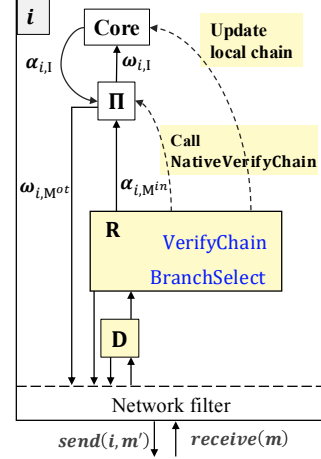 i
Core
Update
local chain
α_{i,I}
ω_{i,I}
Π
Call
NativeVerifyChain
ω_{i,M^{ot}}
α_{i,M^{in}}
R
VerifyChain
BranchSelect
D
Network filter
send(i, m′)
receive(m)